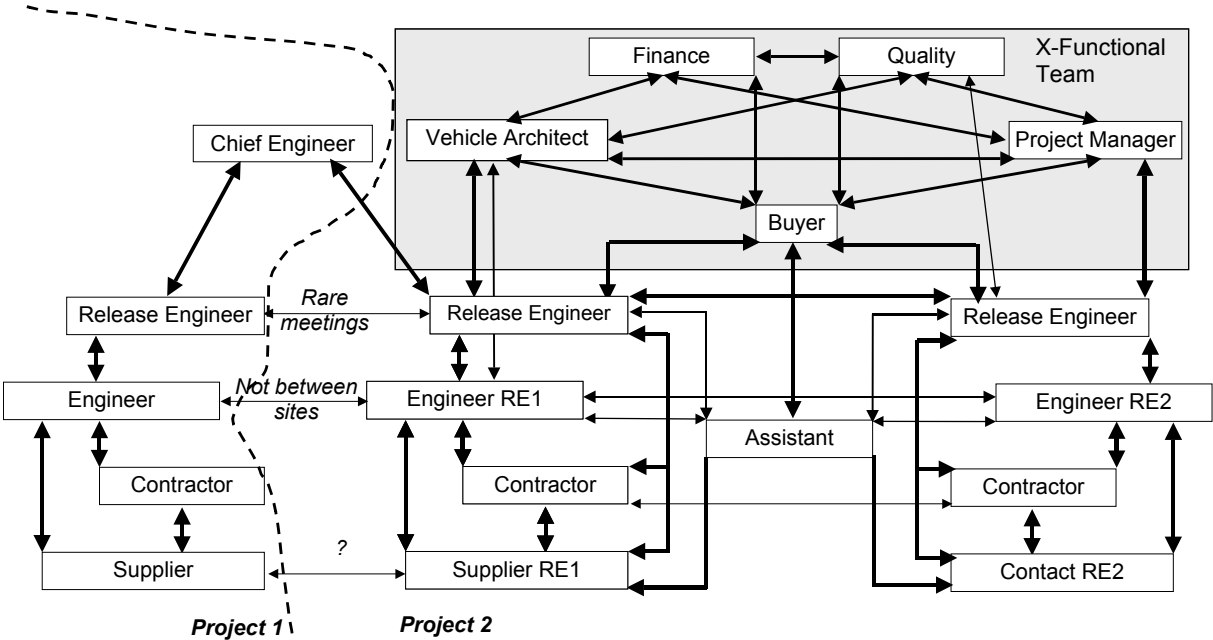 Finance
Quality
X-Functional
Team
Chief Engineer
Vehicle Architect
Project Manager
Buyer
Release Engineer
Rare
meetings
Release Engineer
Release Engineer
Engineer
Not between
sites
Engineer RE1
Engineer RE2
Assistant
Contractor
Contractor
Contractor
Supplier
?
Supplier RE1
Contact RE2
Project 1
Project 2